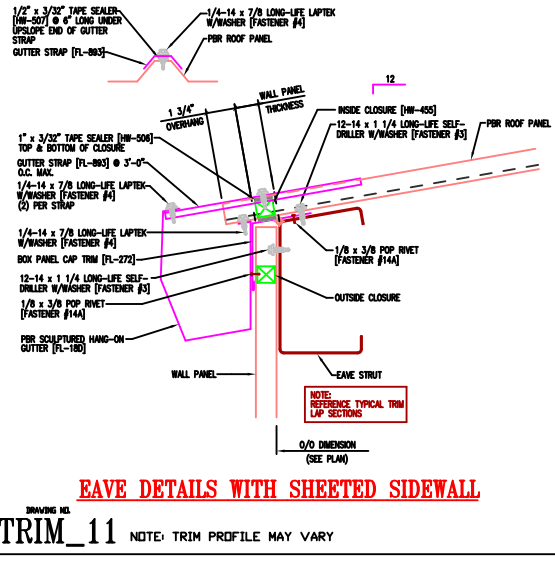 1/2" x 3/32" TAPE SEALER
[HW-507] @ 6" LONG UNDER
UPSLOPE END OF GUTTER
STRAP
GUTTER STRAP [FL-893]
1/4-14 x 7/8 LONG-LIFE LAPTEK
W/WASHER [FASTENER #4]
PBR ROOF PANEL
12
WALL PANEL
THICKNESS
1 3/4"
OVERHANG
INSIDE CLOSURE [HW-455]
12-14 x 1 1/4 LONG-LIFE SELF-
DRILLER W/WASHER [FASTENER #3]
PBR ROOF PANEL
1" x 3/32" TAPE SEALER [HW-506]
TOP & BOTTOM OF CLOSURE
GUTTER STRAP [FL-893] @ 3'-0"
O.C. MAX.
1/4-14 x 7/8 LONG-LIFE LAPTEK
W/WASHER [FASTENER #4]
(2) PER STRAP
1/4-14 x 7/8 LONG-LIFE LAPTEK
W/WASHER [FASTENER #4]
BOX PANEL CAP TRIM [FL-272]
12-14 x 1 1/4 LONG-LIFE SELF-
DRILLER W/WASHER [FASTENER #3]
1/8 x 3/8 POP RIVET
[FASTENER #14A]
PBR SCULPTURED HANG-ON
GUTTER [FL-18D]
1/8 x 3/8 POP RIVET
[FASTENER #14A]
OUTSIDE CLOSURE
WALL PANEL
EAVE STRUT
NOTE:
REFERENCE TYPICAL TRIM
LAP SECTIONS
O/O DIMENSION
(SEE PLAN)
EAVE DETAILS WITH SHEETED SIDEWALL
DRAWING NO.
TRIM_11 NOTE: TRIM PROFILE MAY VARY